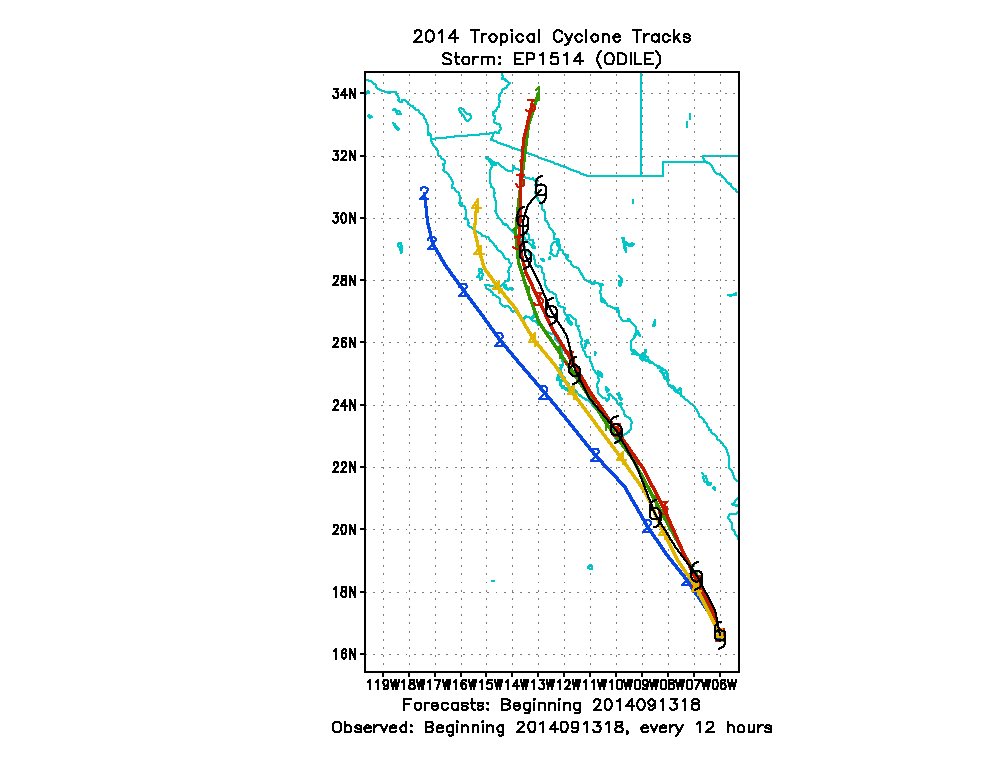 2014 Tropical Cyclone Tracks
Storm: EP1514 (ODILE)
34N
32N
30N
28N
26N
24N
22N
20N
18N
16N
119W118W117W116W115W114W113W112W111W110W109W108W107W106W
Forecasts: Beginning 2014091318
Observed: Beginning 2014091318, every 12 hours